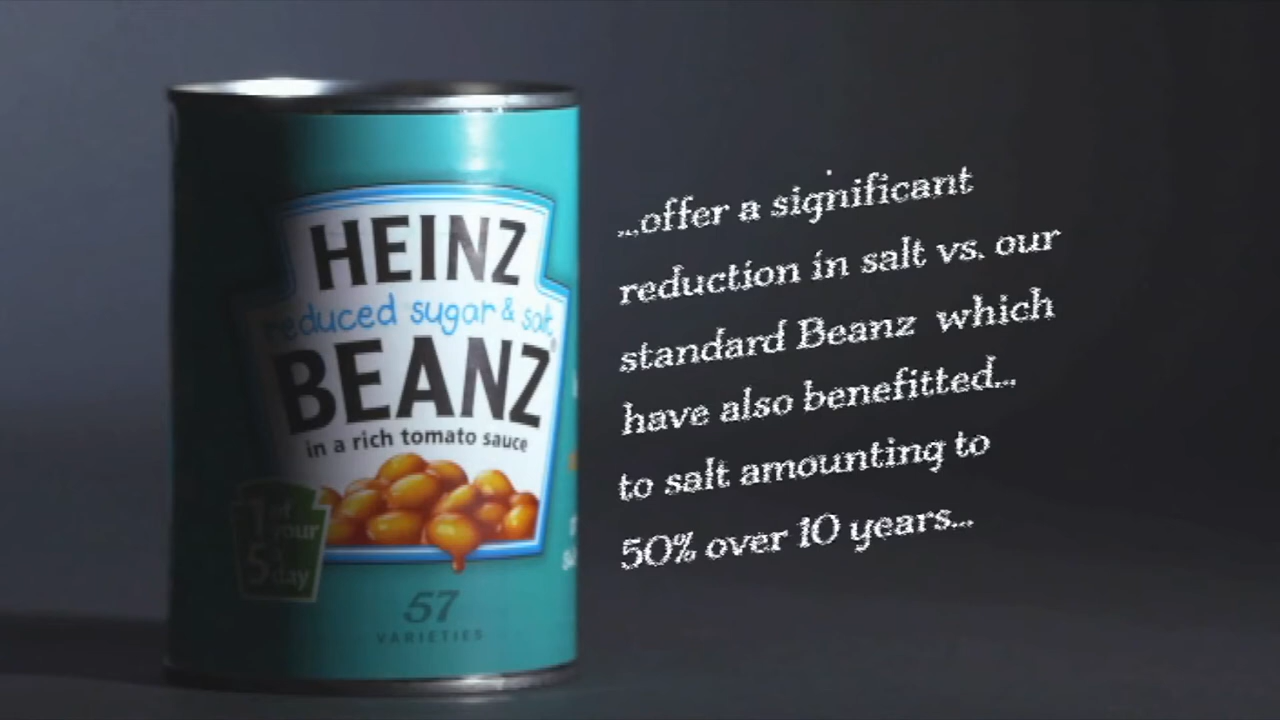 HEINZ
reduced sugar & salt
BEANZ
in a rich tomato sauce
1 of
your
5 a day
57
VARIETIES
...offer a significant
reduction in salt vs. our
standard Beanz which
have also benefitted...
to salt amounting to
50% over 10 years...